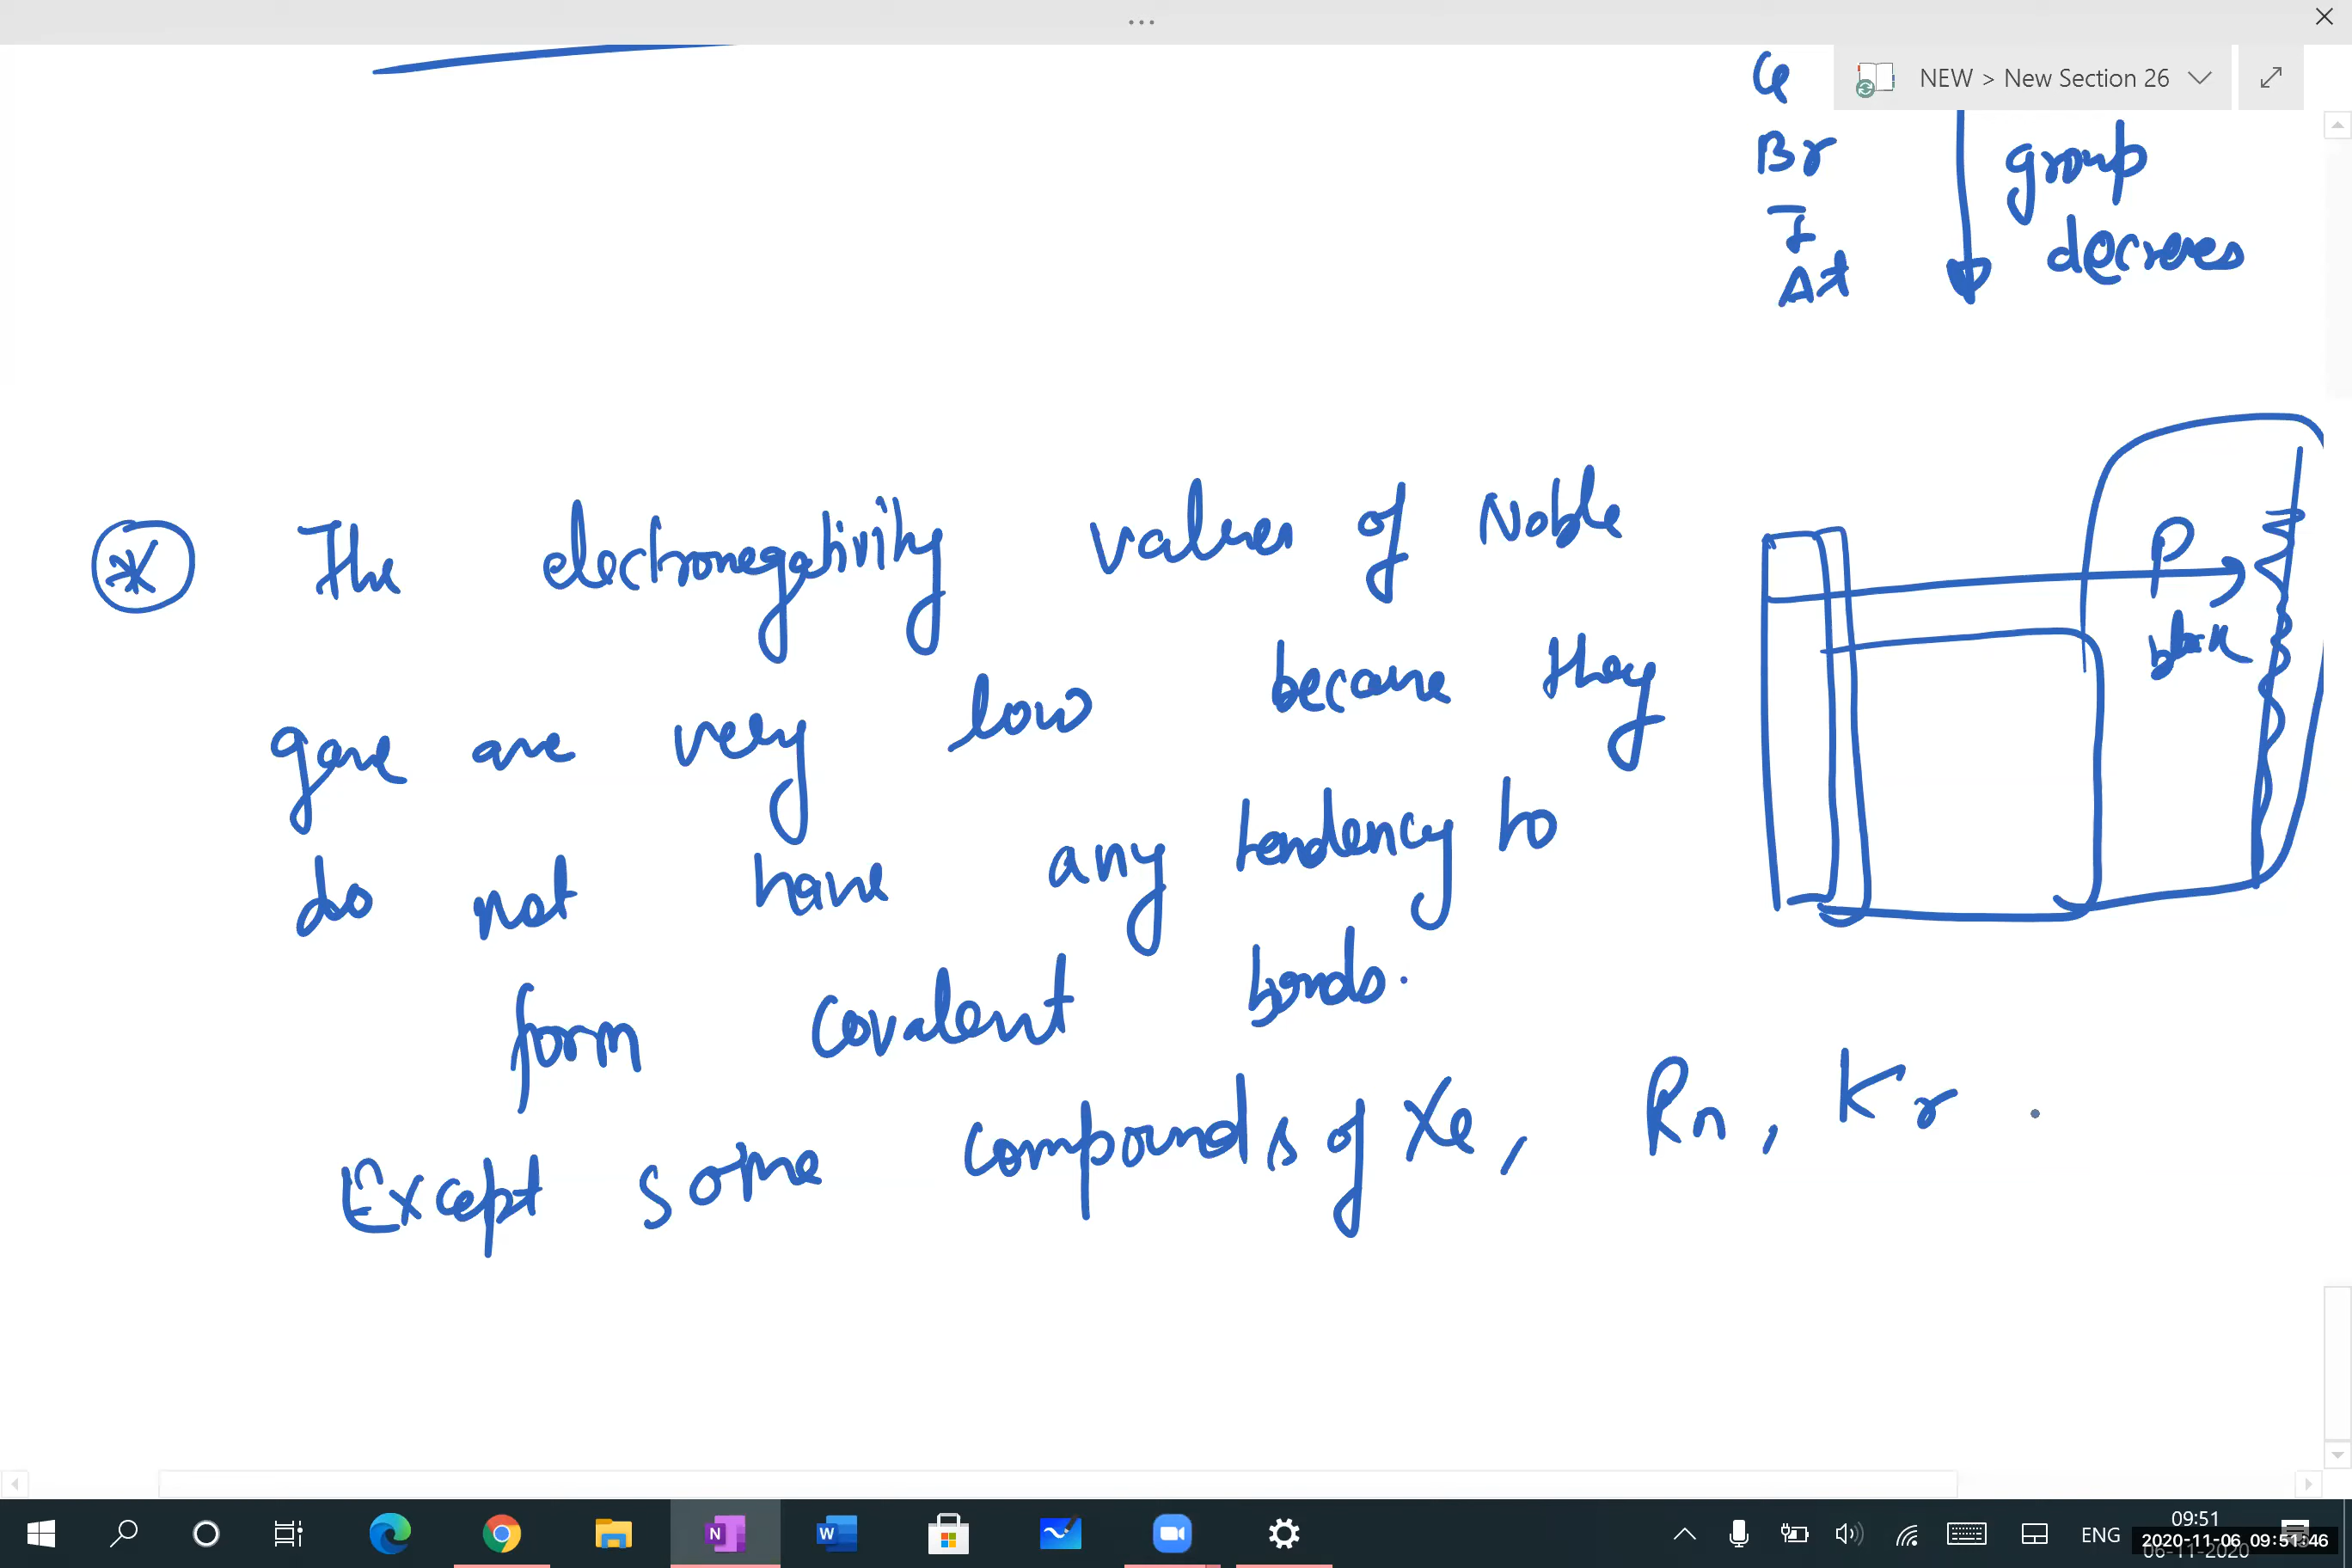 NEW > New Section 26
Cl
Br
I
At
group
decreases
The electronegativity values of Noble
gases are very low because they
do not have any tendency to
form covalent bonds.
Except some compounds of Xe, Rn, Kr
P
block
ENG
09:51
2020-11-06 09:51:46
06-11-2020